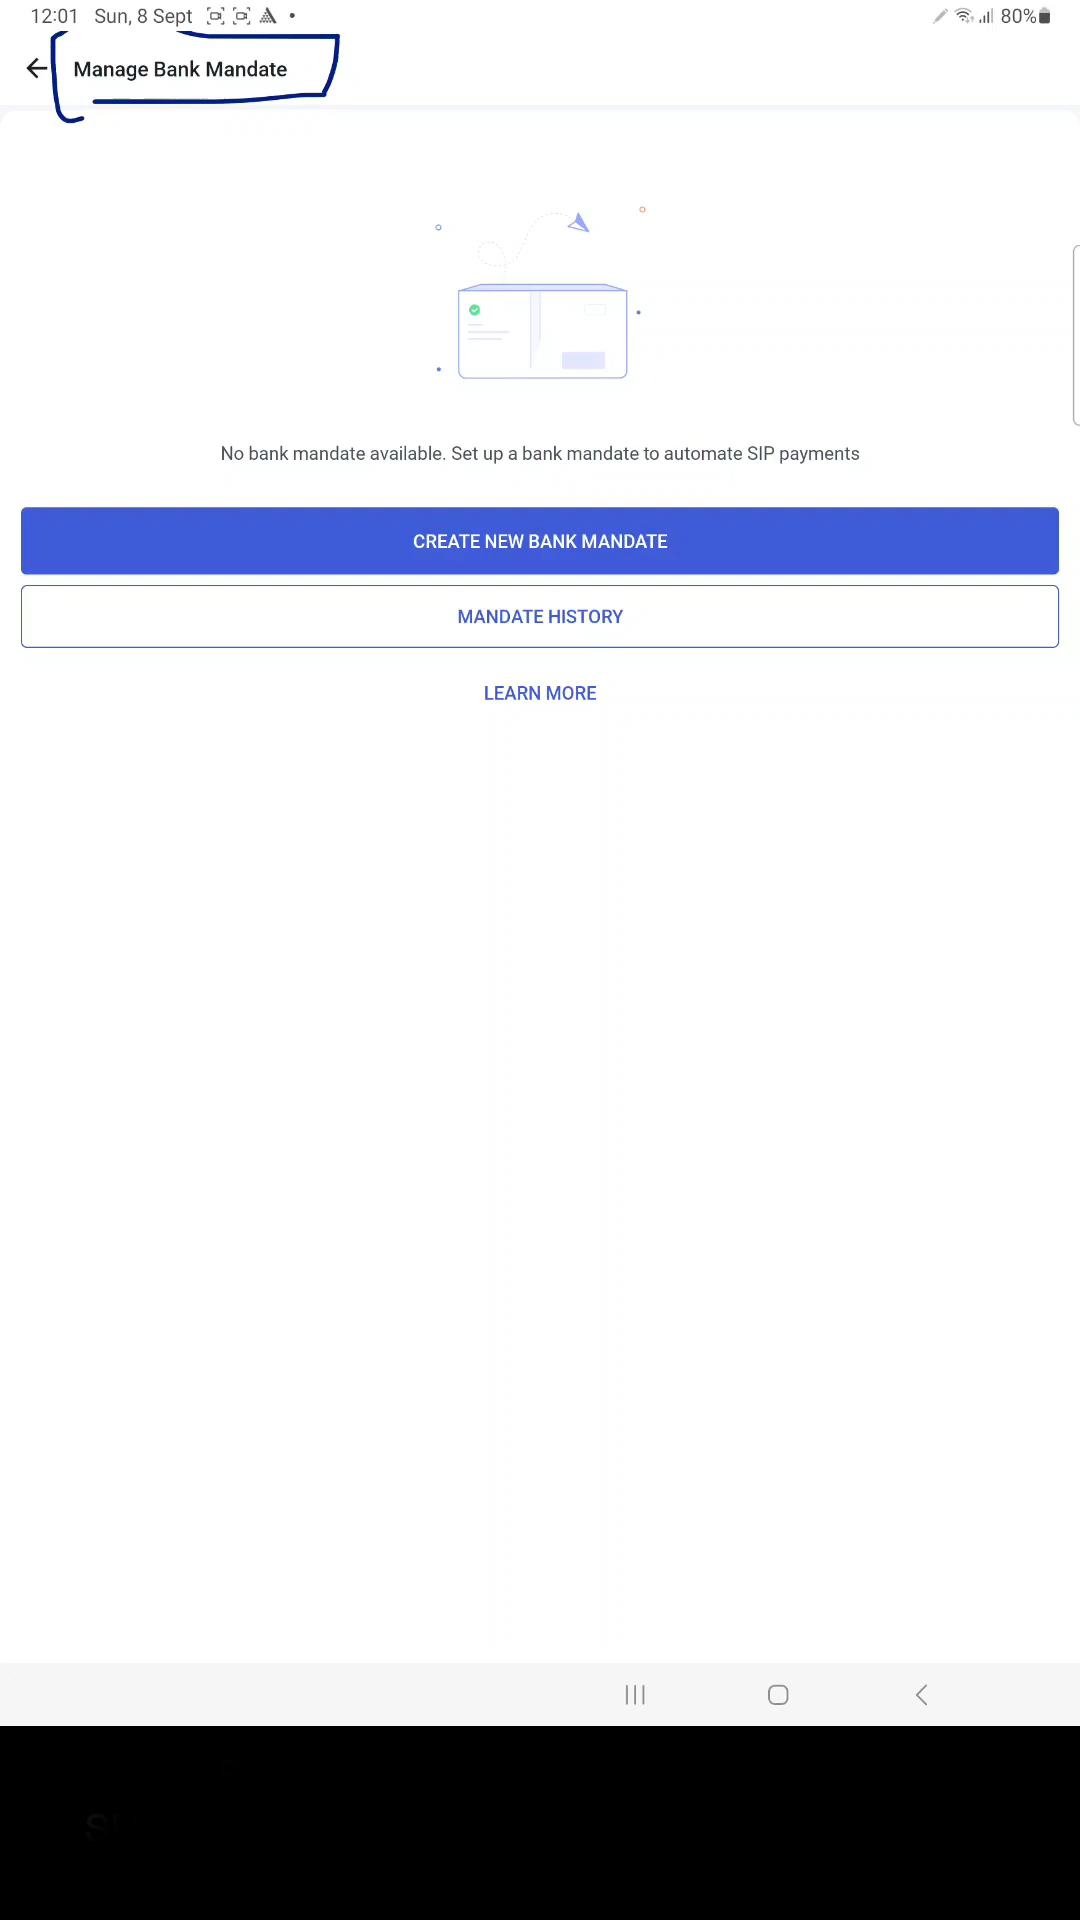 12:01 Sun, 8 Sept 80%
Manage Bank Mandate
No bank mandate available. Set up a bank mandate to automate SIP payments
CREATE NEW BANK MANDATE
MANDATE HISTORY
LEARN MORE